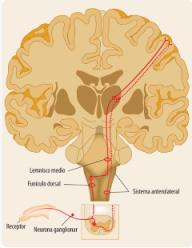 Lemnisco medio
Funículo dorsal
Sistema anterolateral
Receptor
Neurona ganglionar